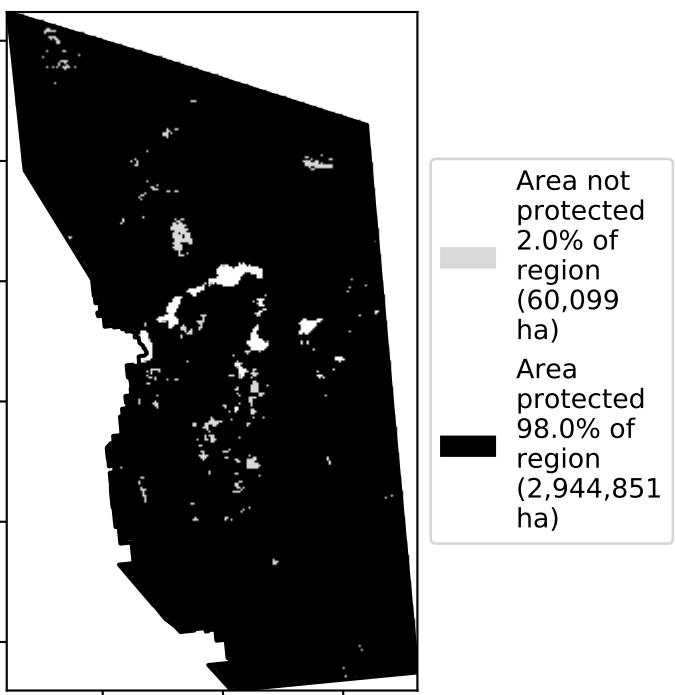 Area not
protected
2.0% of
region
(60,099
ha)
Area
protected
98.0% of
region
(2,944,851
ha)